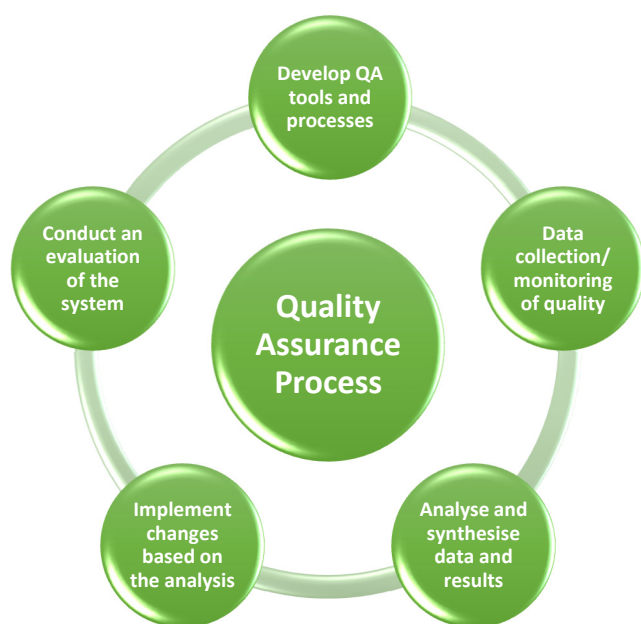 Develop QA
tools and
processes
Data
collection/
monitoring
of quality
Analyse and
synthesise
data and
results
Implement
changes
based on
the analysis
Conduct an
evaluation
of the
system
Quality
Assurance
Process